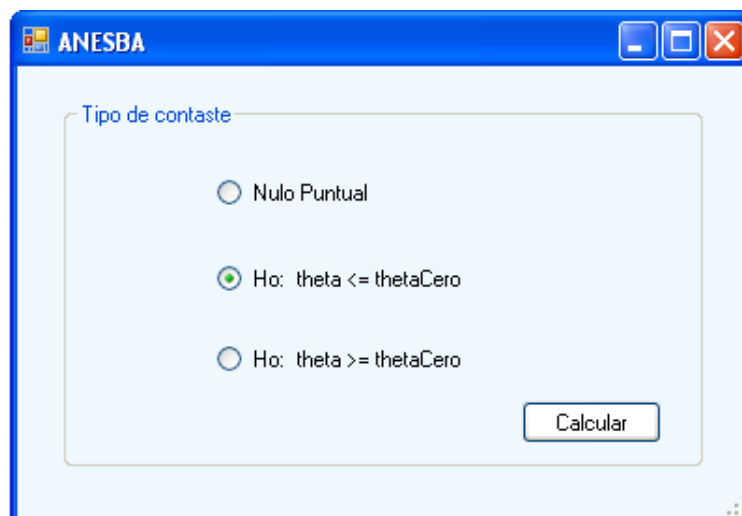 ANESBA
Tipo de contaste
Nulo Puntual
Ho: theta <= thetaCero
Ho: theta >= thetaCero
Calcular